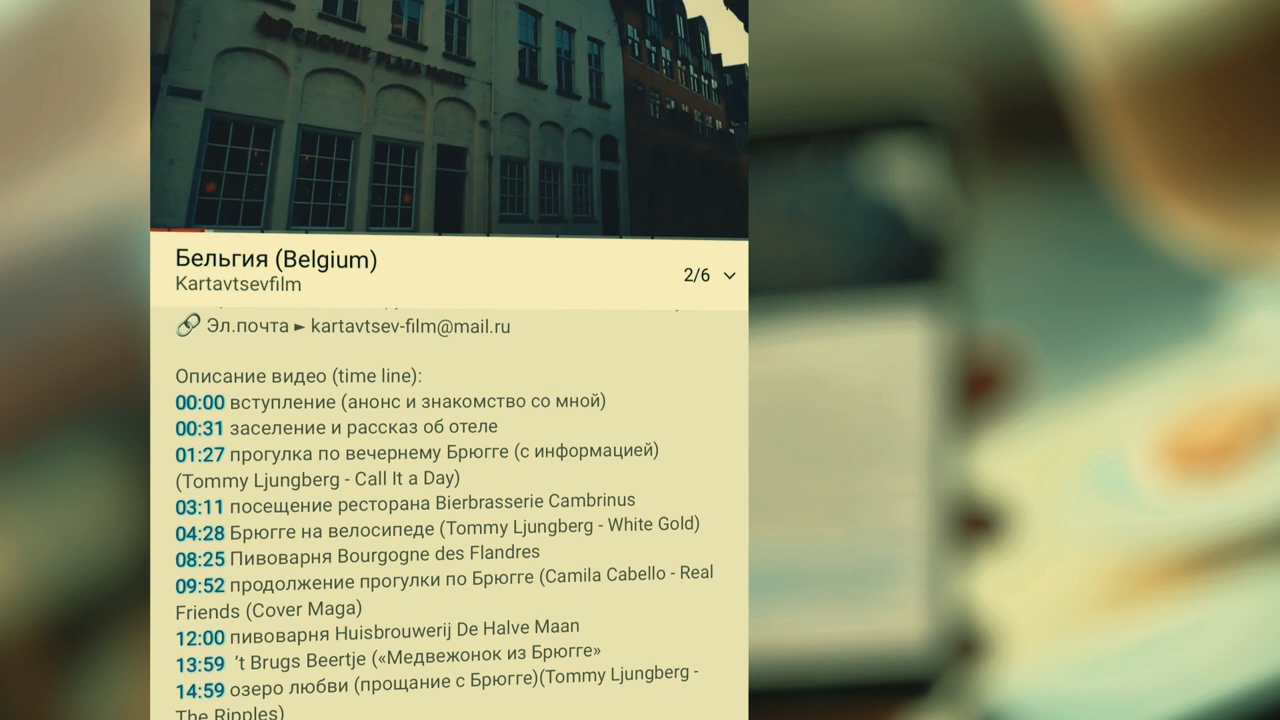 CROWNE PLAZA HOTEL
Бельгия (Belgium)
Kartavtsevfilm
2/6
Эл.почта ► kartavtsev-film@mail.ru
Описание видео (time line):
00:00 вступление (анонс и знакомство со мной)
00:31 заселение и рассказ об отеле
01:27 прогулка по вечернему Брюгге (с информацией)
(Tommy Ljungberg - Call It a Day)
03:11 посещение ресторана Bierbrasserie Cambrinus
04:28 Брюгге на велосипеде (Tommy Ljungberg - White Gold)
08:25 Пивоварня Bourgogne des Flandres
09:52 продолжение прогулки по Брюгге (Camila Cabello - Real
Friends (Cover Maga)
12:00 пивоварня Huisbrouwerij De Halve Maan
13:59 ’t Brugs Beertje («Медвежонок из Брюгге»
14:59 озеро любви (прощание с Брюгге)(Tommy Ljungberg -
The Ripples)